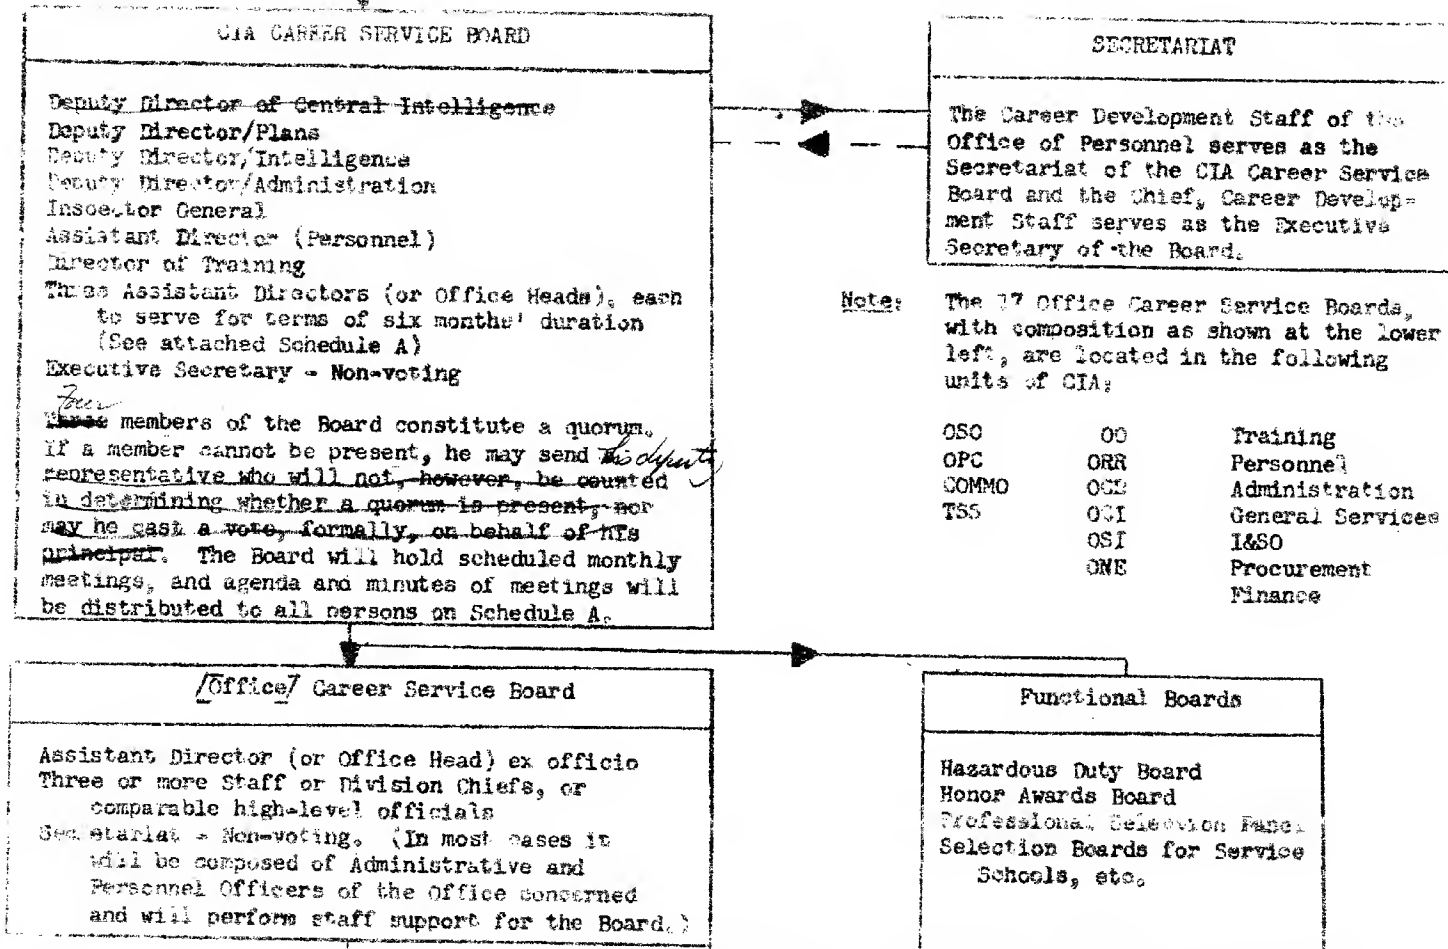 CIA CAREER SERVICE BOARD
Deputy Director of Central Intelligence
Deputy Director/Plans
Deputy Director/Intelligence
Deputy Director/Administration
Inspector General
Assistant Director (Personnel)
Director of Training
Three Assistant Directors (or Office Heads), each
to serve for terms of six months' duration
(See attached Schedule A)
Executive Secretary - Non-voting
Four
Three members of the Board constitute a quorum.
If a member cannot be present, he may send his deputy
representative who will not, however, be counted
in determining whether a quorum is present, nor
may he cast a vote, formally, on behalf of his
principal. The Board will hold scheduled monthly
meetings, and agenda and minutes of meetings will
be distributed to all persons on Schedule A.
SECRETARIAT
The Career Development Staff of the
Office of Personnel serves as the
Secretariat of the CIA Career Service
Board and the Chief, Career Develop-
ment Staff serves as the Executive
Secretary of the Board.
Note: The 17 Office Career Service Boards,
with composition as shown at the lower
left, are located in the following
units of CIA:
OSO OO Training
OPC ORR Personnel
COMMO OCD Administration
TSS OCI General Services
OSI I&SO
ONE Procurement
Finance
/Office/ Career Service Board
Assistant Director (or Office Head) ex officio
Three or more Staff or Division Chiefs, or
comparable high-level officials
Secretariat - Non-voting. (In most cases it
will be composed of Administrative and
Personnel Officers of the Office concerned
and will perform staff support for the Board.)
Functional Boards
Hazardous Duty Board
Honor Awards Board
Professional Selection Panel
Selection Boards for Service
Schools, etc.